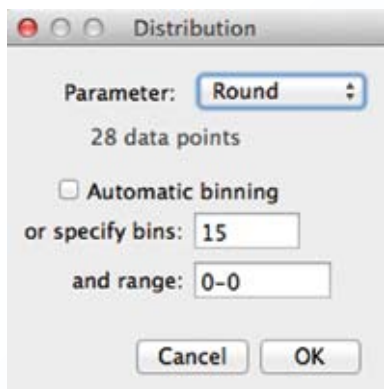 Distribution
Parameter: Round
28 data points
Automatic binning
or specify bins: 15
and range: 0-0
Cancel OK